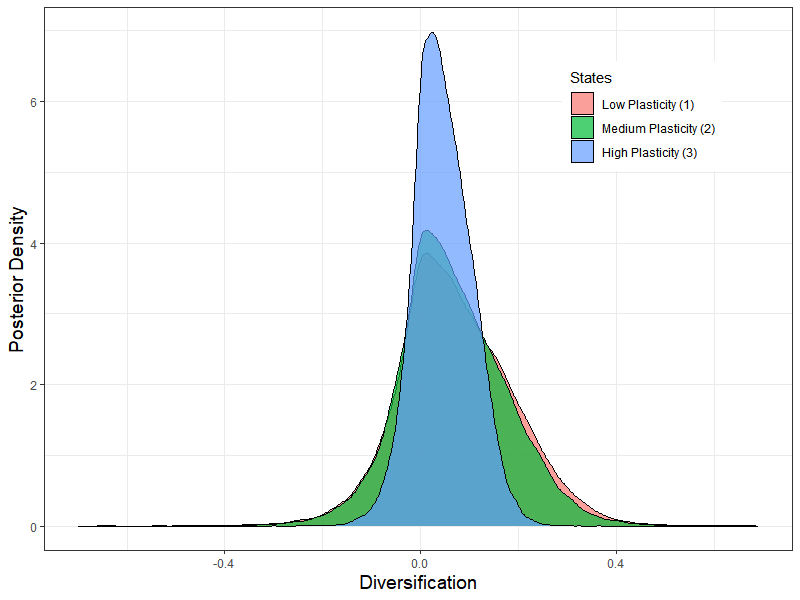 States
Low Plasticity (1)
Medium Plasticity (2)
High Plasticity (3)
Posterior Density
6
4
2
0
-0.4
0.0
0.4
Diversification